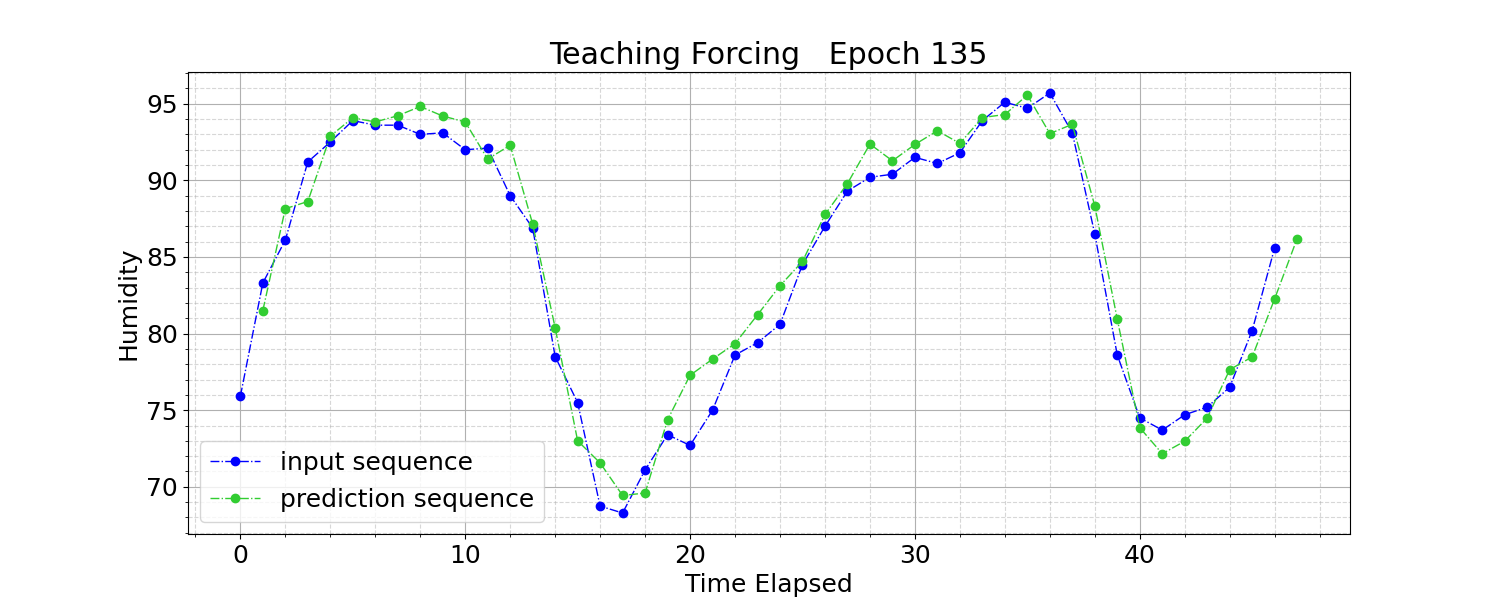 Teaching Forcing   Epoch 135
95
90
85
80
75
70
Humidity
input sequence
prediction sequence
0 10 20 30 40
Time Elapsed